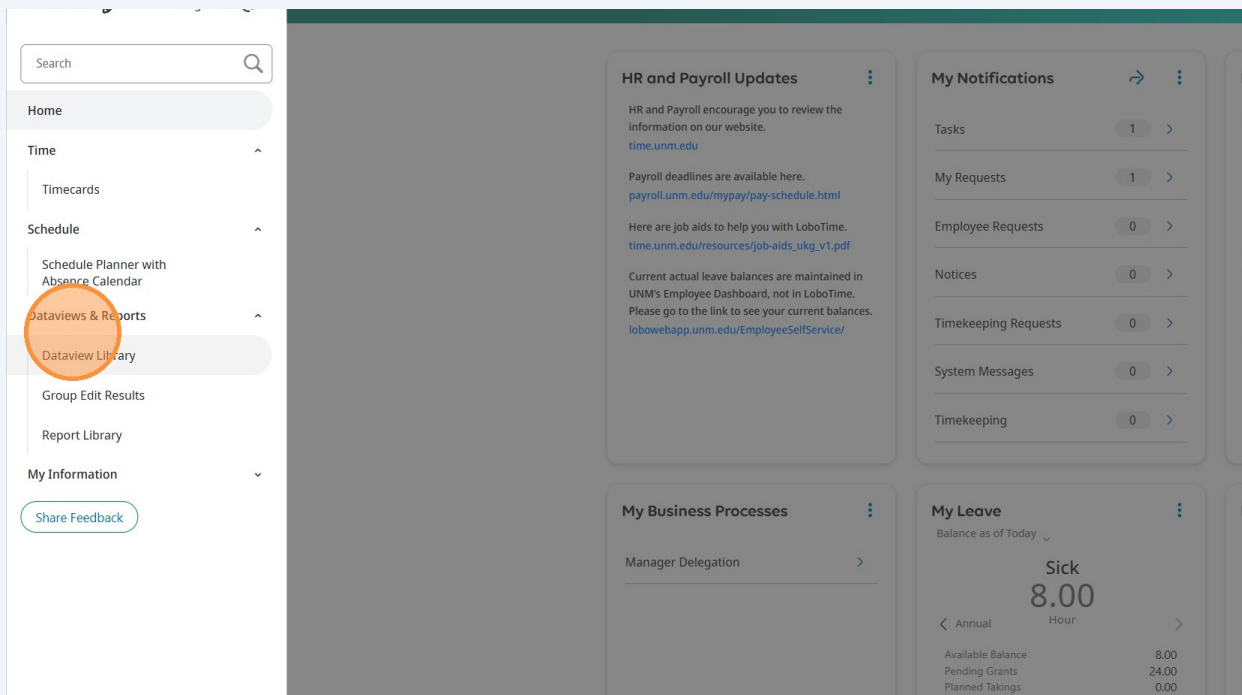 Search
Home
Time
Timecards
Schedule
Schedule Planner with
Absence Calendar
Dataviews & Reports
Dataview Library
Group Edit Results
Report Library
My Information
Share Feedback
HR and Payroll Updates
HR and Payroll encourage you to review the
information on our website.
time.unm.edu
Payroll deadlines are available here.
payroll.unm.edu/mypay/pay-schedule.html
Here are job aids to help you with LoboTime.
time.unm.edu/resources/job-aids_ukg_v1.pdf
Current actual leave balances are maintained in
UNM's Employee Dashboard, not in LoboTime.
Please go to the link to see your current balances.
lobowebapp.unm.edu/EmployeeSelfService/
My Notifications
Tasks 1
My Requests 1
Employee Requests 0
Notices 0
Timekeeping Requests 0
System Messages 0
Timekeeping 0
My Business Processes
Manager Delegation
My Leave
Balance as of Today
Sick
8.00
Hour
Annual
Available Balance 8.00
Pending Grants 24.00
Planned Takings 0.00